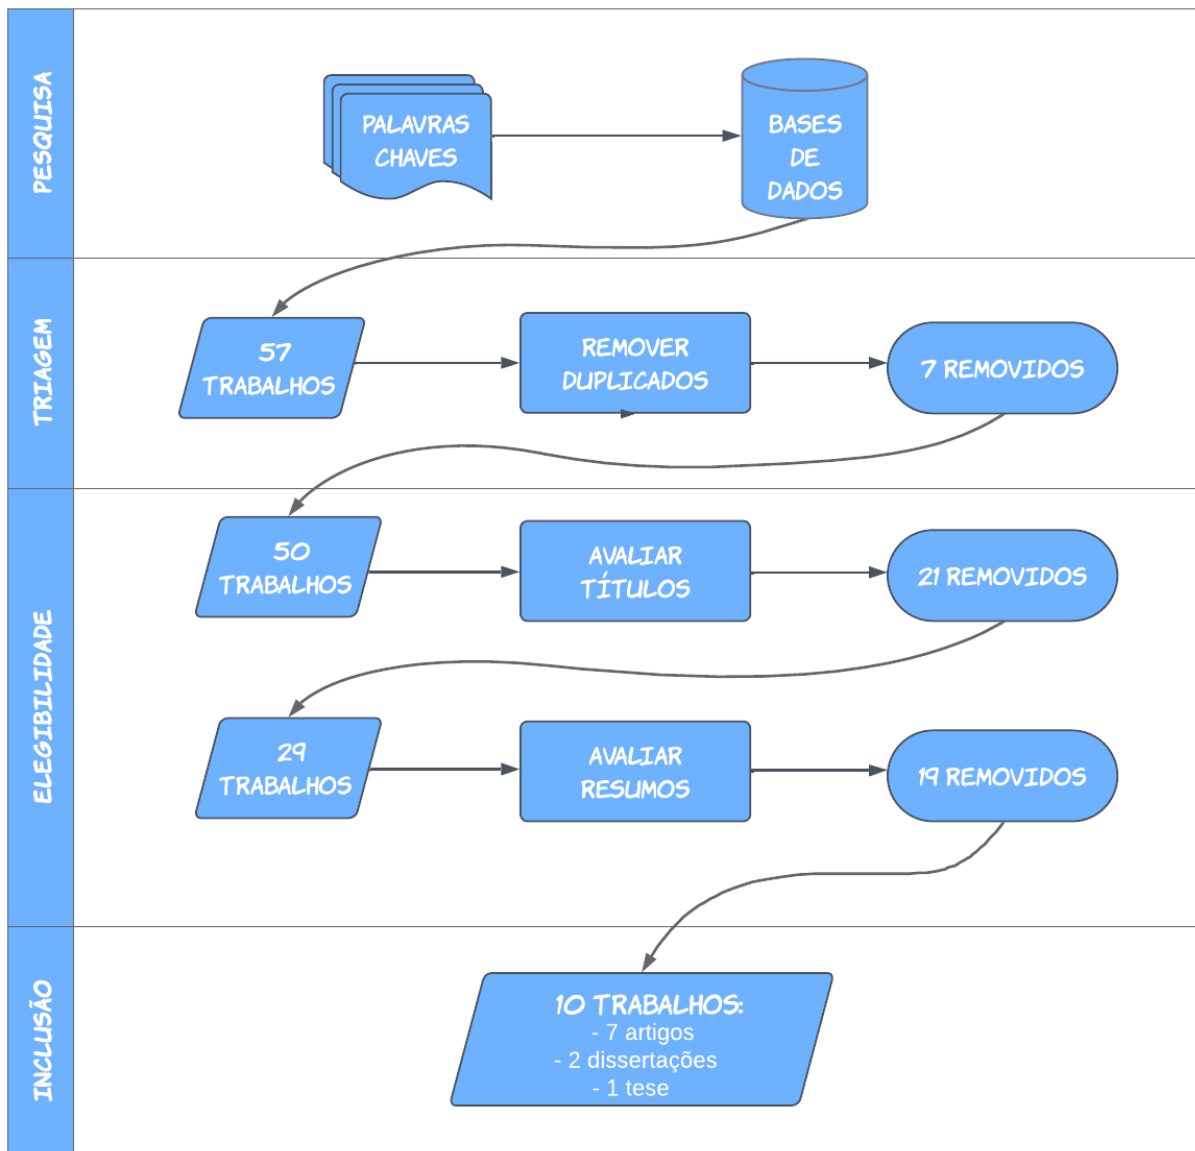 PESQUISA
PALAVRAS
CHAVES
BASES
DE
DADOS
TRIAGEM
57
TRABALHOS
REMOVER
DUPLICADOS
7 REMOVIDOS
ELEGIBILIDADE
50
TRABALHOS
AVALIAR
TÍTULOS
21 REMOVIDOS
29
TRABALHOS
AVALIAR
RESUMOS
19 REMOVIDOS
INCLUSÃO
10 TRABALHOS:
- 7 artigos
- 2 dissertações
- 1 tese